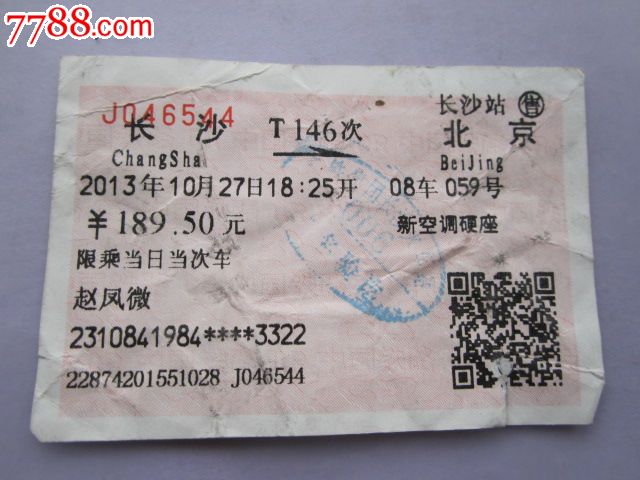 7788.com
J046544
长沙站 售
长沙 T146次 北京
ChangSha BeiJing
2013年10月27日18:25开 08车 059号
¥189.50元 新空调硬座
限乘当日当次车
赵凤微
2310841984****3322
22874201551028 J046544